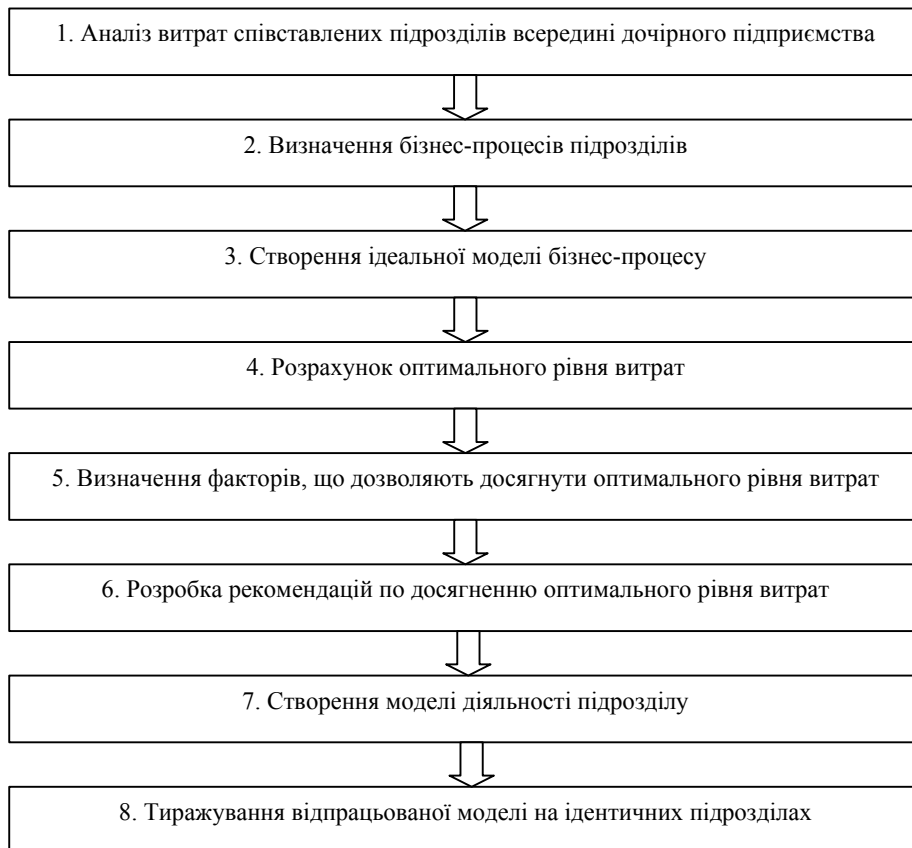 1. Аналіз витрат співставлених підрозділів всередині дочірного підприємства
2. Визначення бізнес-процесів підрозділів
3. Створення ідеальної моделі бізнес-процесу
4. Розрахунок оптимального рівня витрат
5. Визначення факторів, що дозволяють досягнути оптимального рівня витрат
6. Розробка рекомендацій по досягненню оптимального рівня витрат
7. Створення моделі діяльності підрозділу
8. Тиражування відпрацьованої моделі на ідентичних підрозділах